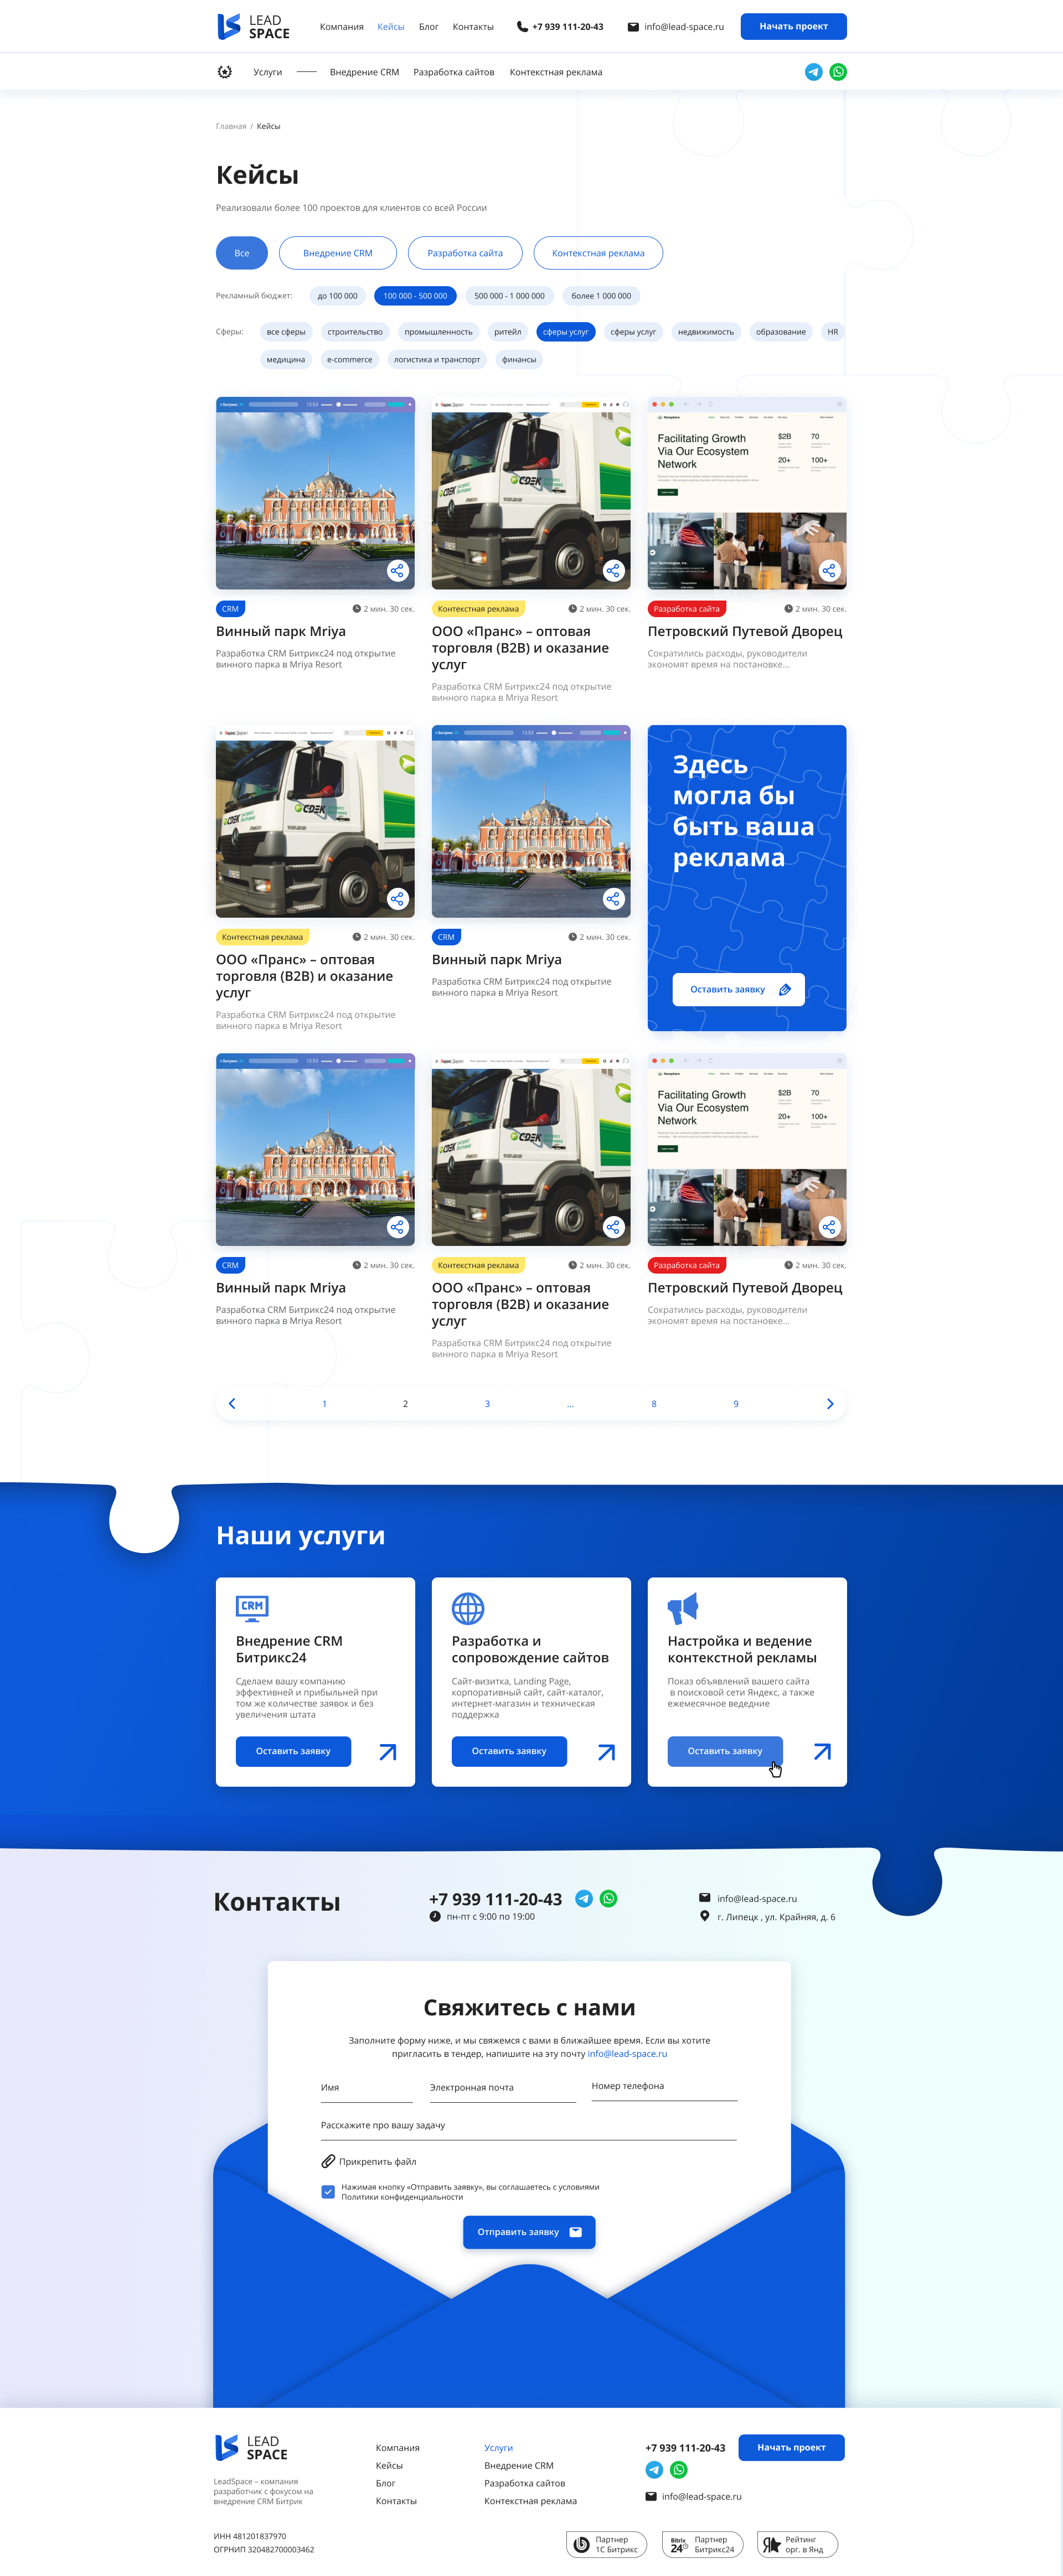 LEAD
SPACE
Компания Кейсы Блог Контакты +7 939 111-20-43 info@lead-space.ru Начать проект
Услуги Внедрение CRM Разработка сайтов Контекстная реклама
Главная / Кейсы
Кейсы
Реализовали более 100 проектов для клиентов со всей России
Все Внедрение CRM Разработка сайта Контекстная реклама
Рекламный бюджет: до 100 000 100 000 - 500 000 500 000 - 1 000 000 более 1 000 000
Сферы: все сферы строительство промышленность ритейл сферы услуг сферы услуг недвижимость образование HR
медицина e-commerce логистика и транспорт финансы
Битрикс 24 12:53
Facilitating Growth
Via Our Ecosystem
Network
$2B 70
20+ 100+
CDEK
CDEK
CRM 2 мин. 30 сек.
Винный парк Mriya
Разработка CRM Битрикс24 под открытие
винного парка в Mriya Resort
Контекстная реклама 2 мин. 30 сек.
ООО «Пранс» – оптовая
торговля (B2B) и оказание
услуг
Разработка CRM Битрикс24 под открытие
винного парка в Mriya Resort
Разработка сайта 2 мин. 30 сек.
Петровский Путевой Дворец
Сократились расходы, руководители
экономят время на постановке...
CDEK
CDEK
Битрикс 24 12:53
Контекстная реклама 2 мин. 30 сек.
ООО «Пранс» – оптовая
торговля (B2B) и оказание
услуг
Разработка CRM Битрикс24 под открытие
винного парка в Mriya Resort
CRM 2 мин. 30 сек.
Винный парк Mriya
Разработка CRM Битрикс24 под открытие
винного парка в Mriya Resort
Здесь
могла бы
быть ваша
реклама
Оставить заявку
Битрикс 24 12:53
CDEK
CDEK
Facilitating Growth
Via Our Ecosystem
Network
$2B 70
20+ 100+
CRM 2 мин. 30 сек.
Винный парк Mriya
Разработка CRM Битрикс24 под открытие
винного парка в Mriya Resort
Контекстная реклама 2 мин. 30 сек.
ООО «Пранс» – оптовая
торговля (B2B) и оказание
услуг
Разработка CRM Битрикс24 под открытие
винного парка в Mriya Resort
Разработка сайта 2 мин. 30 сек.
Петровский Путевой Дворец
Сократились расходы, руководители
экономят время на постановке...
1 2 3 ... 8 9
Наши услуги
CRM
Внедрение CRM
Битрикс24
Сделаем вашу компанию
эффективней и прибыльней при
том же количестве заявок и без
увеличения штата
Оставить заявку
Разработка и
сопровождение сайтов
Сайт-визитка, Landing Page,
корпоративный сайт, сайт-каталог,
интернет-магазин и техническая
поддержка
Оставить заявку
Настройка и ведение
контекстной рекламы
Показ объявлений вашего сайта
в поисковой сети Яндекс, а также
ежемесячное ведедние
Оставить заявку
Контакты
+7 939 111-20-43
пн-пт с 9:00 по 19:00
info@lead-space.ru
г. Липецк , ул. Крайняя, д. 6
Свяжитесь с нами
Заполните форму ниже, и мы свяжемся с вами в ближайшее время. Если вы хотите
пригласить в тендер, напишите на эту почту info@lead-space.ru
Имя Электронная почта Номер телефона
Расскажите про вашу задачу
Прикрепить файл
Нажимая кнопку «Отправить заявку», вы соглашаетесь с условиями
Политики конфиденциальности
Отправить заявку
LEAD
SPACE
LeadSpace – компания
разработчик с фокусом на
внедрение CRM Битрик
Компания
Кейсы
Блог
Контакты
Услуги
Внедрение CRM
Разработка сайтов
Контекстная реклама
+7 939 111-20-43 Начать проект
info@lead-space.ru
ИНН 481201837970
ОГРНИП 320482700003462
Партнер
1С Битрикс
Bitrix
24
Партнер
Битрикс24
Рейтинг
орг. в Янд